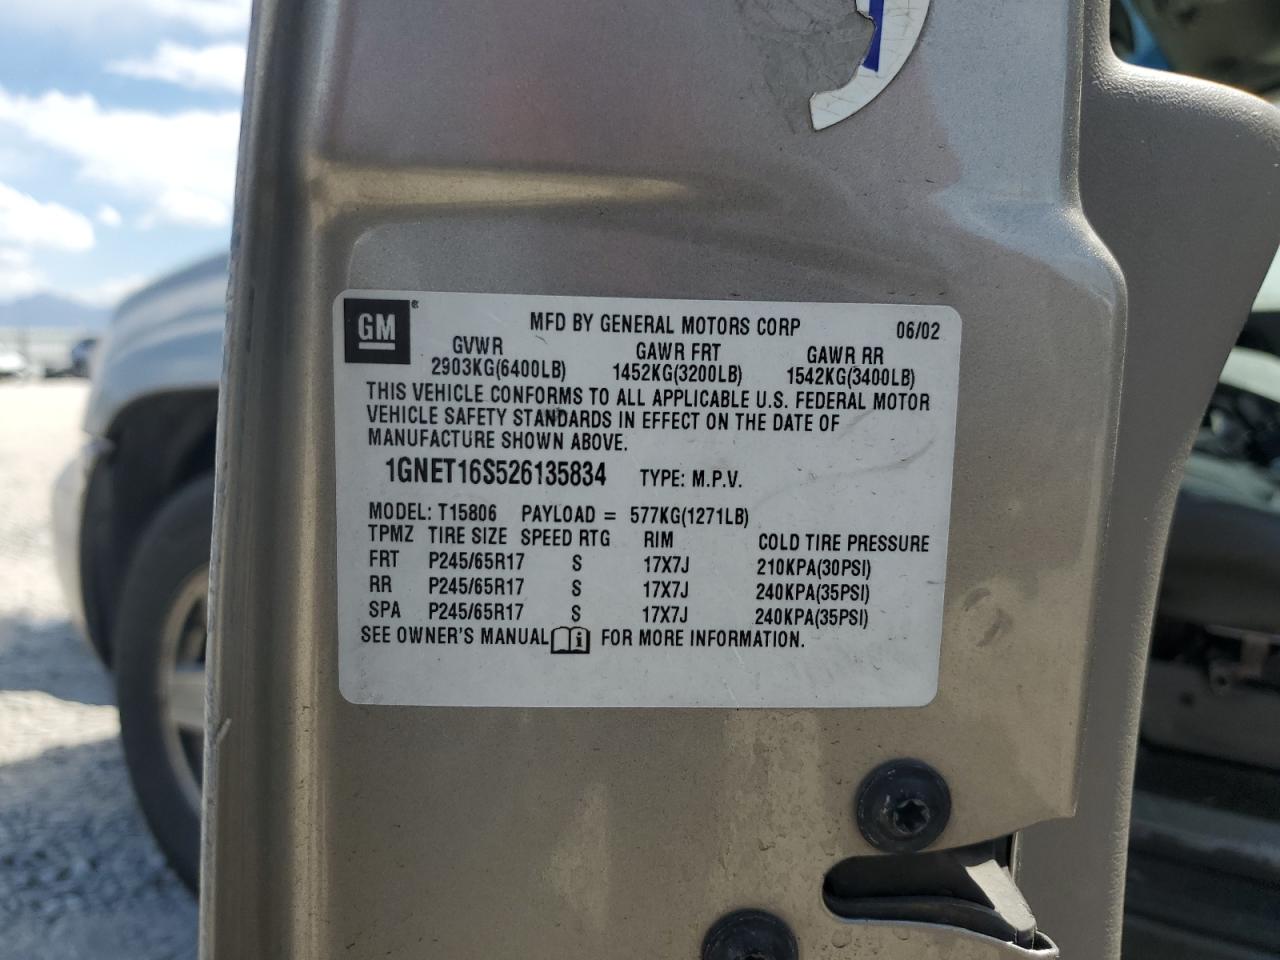 GM®
MFD BY GENERAL MOTORS CORP 06/02
GVWR GAWR FRT GAWR RR
2903KG(6400LB) 1452KG(3200LB) 1542KG(3400LB)
THIS VEHICLE CONFORMS TO ALL APPLICABLE U.S. FEDERAL MOTOR
VEHICLE SAFETY STANDARDS IN EFFECT ON THE DATE OF
MANUFACTURE SHOWN ABOVE.
1GNET16S526135834 TYPE: M.P.V.
MODEL: T15806 PAYLOAD = 577KG(1271LB)
TPMZ TIRE SIZE SPEED RTG RIM COLD TIRE PRESSURE
FRT P245/65R17 S 17X7J 210KPA(30PSI)
RR P245/65R17 S 17X7J 240KPA(35PSI)
SPA P245/65R17 S 17X7J 240KPA(35PSI)
SEE OWNER'S MANUAL i FOR MORE INFORMATION.